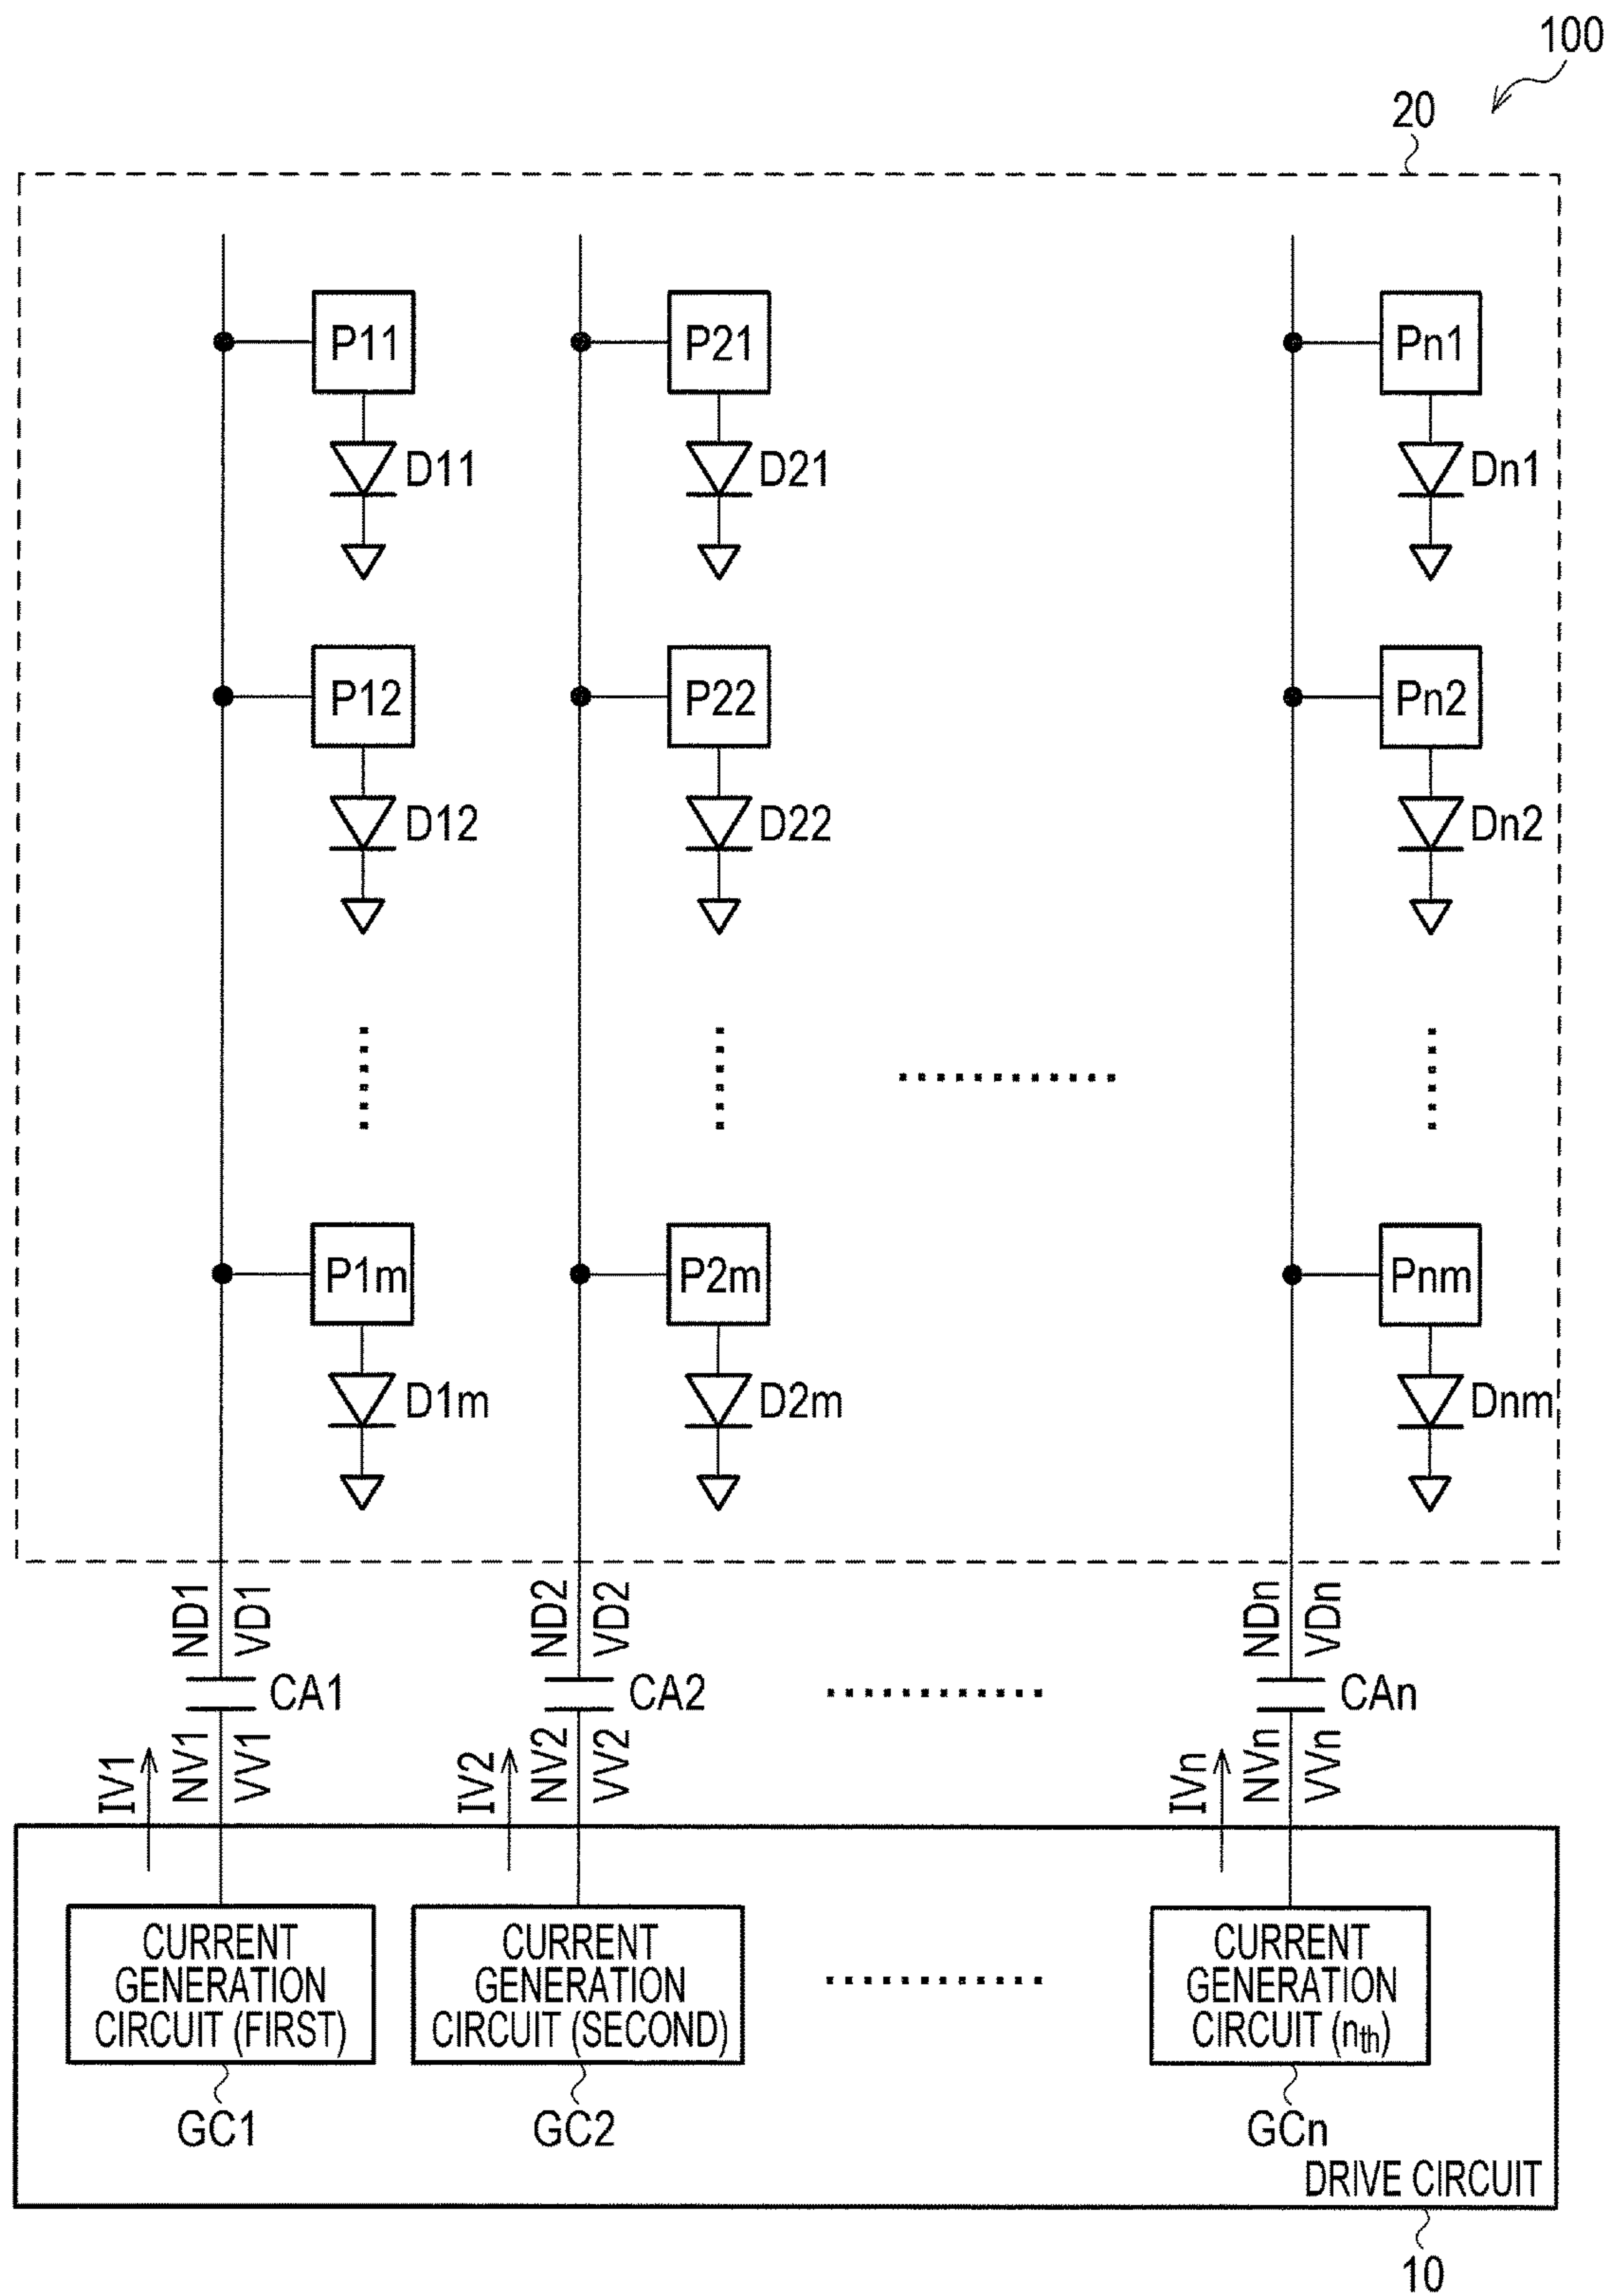 100
20
P11 P21 Pn1
D11 D21 Dn1
P12 P22 Pn2
D12 D22 Dn2
P1m P2m Pnm
D1m D2m Dnm
ND1 VD1 ND2 VD2 NDn VDn
CA1 CA2 CAn
IV1 NV1 VV1 IV2 NV2 VV2 IVn NVn VVn
CURRENT
GENERATION
CIRCUIT (FIRST)
CURRENT
GENERATION
CIRCUIT (SECOND)
CURRENT
GENERATION
CIRCUIT (nth)
GC1 GC2 GCn
DRIVE CIRCUIT
10